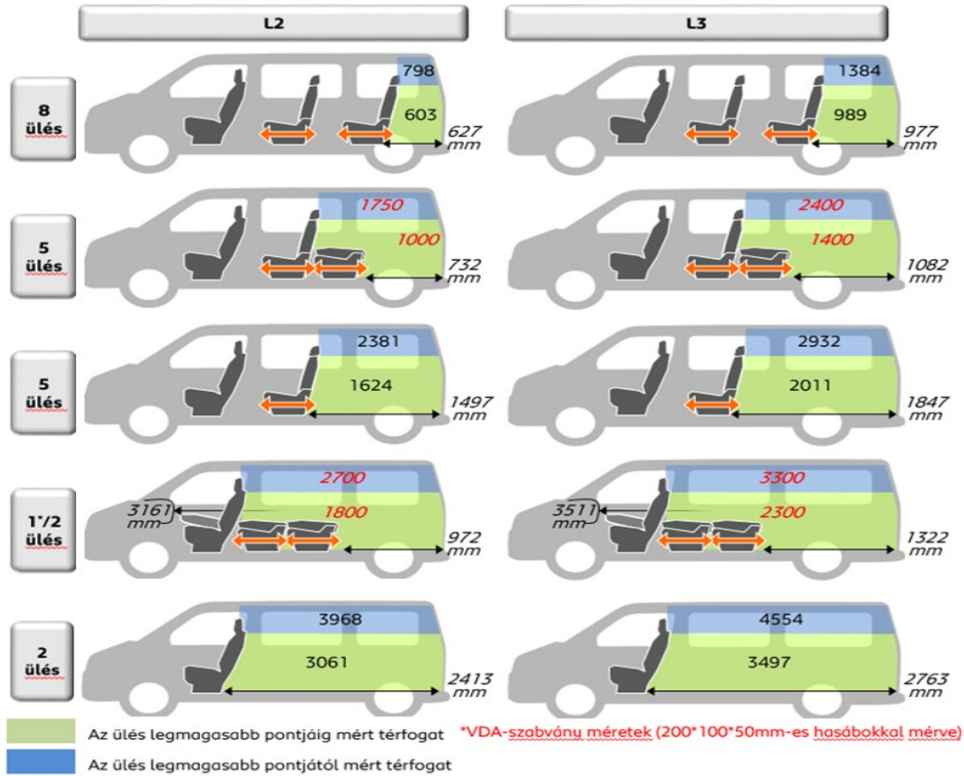 L2
L3
8
ülés
798
603
627
mm
1384
989
977
mm
5
ülés
1750
1000
732
mm
2400
1400
1082
mm
5
ülés
2381
1624
1497
mm
2932
2011
1847
mm
1*/2
ülés
3161
mm
2700
1800
972
mm
3511
mm
3300
2300
1322
mm
2
ülés
3968
3061
2413
mm
4554
3497
2763
mm
Az ülés legmagasabb pontjáig mért térfogat
*VDA-szabvány méretek (200*100*50mm-es hasábokkal mérve)
Az ülés legmagasabb pontjától mért térfogat